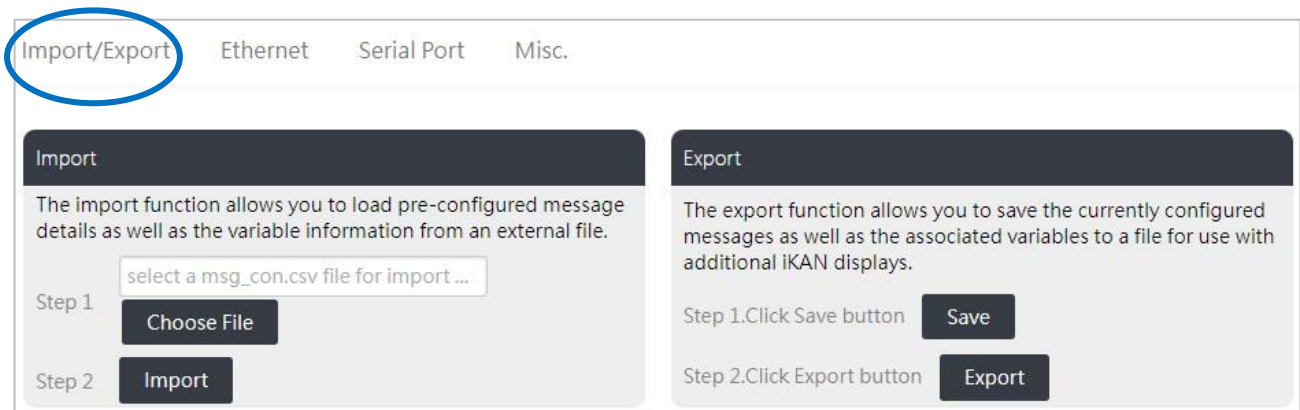 Import/Export Ethernet Serial Port Misc.
Import
The import function allows you to load pre-configured message
details as well as the variable information from an external file.
select a msg_con.csv file for import ...
Step 1
Choose File
Step 2 Import
Export
The export function allows you to save the currently configured
messages as well as the associated variables to a file for use with
additional iKAN displays.
Step 1.Click Save button Save
Step 2.Click Export button Export